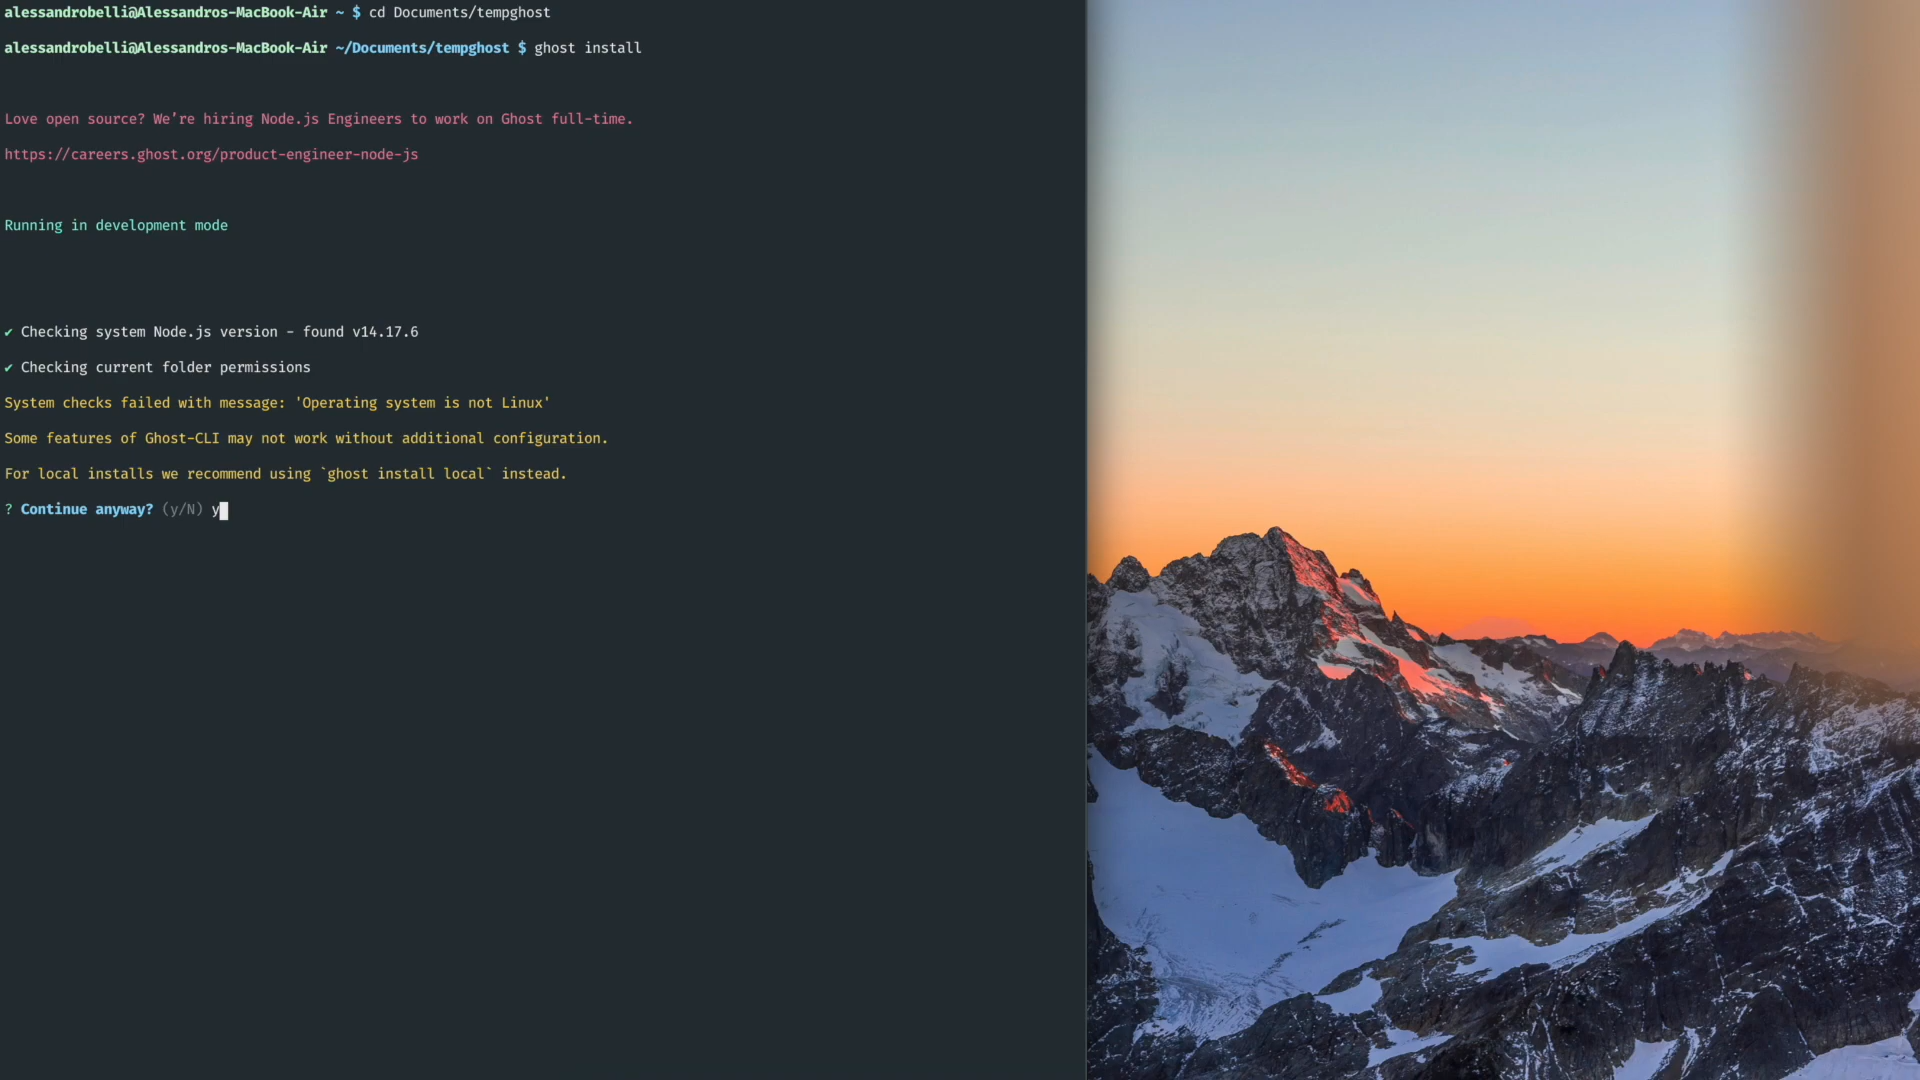 alessandrobelli@Alessandros-MacBook-Air ~ $ cd Documents/tempghost
alessandrobelli@Alessandros-MacBook-Air ~/Documents/tempghost $ ghost install
Love open source? We’re hiring Node.js Engineers to work on Ghost full-time.
https://careers.ghost.org/product-engineer-node-js
Running in development mode
✔ Checking system Node.js version - found v14.17.6
✔ Checking current folder permissions
System checks failed with message: 'Operating system is not Linux'
Some features of Ghost-CLI may not work without additional configuration.
For local installs we recommend using `ghost install local` instead.
? Continue anyway? (y/N) y